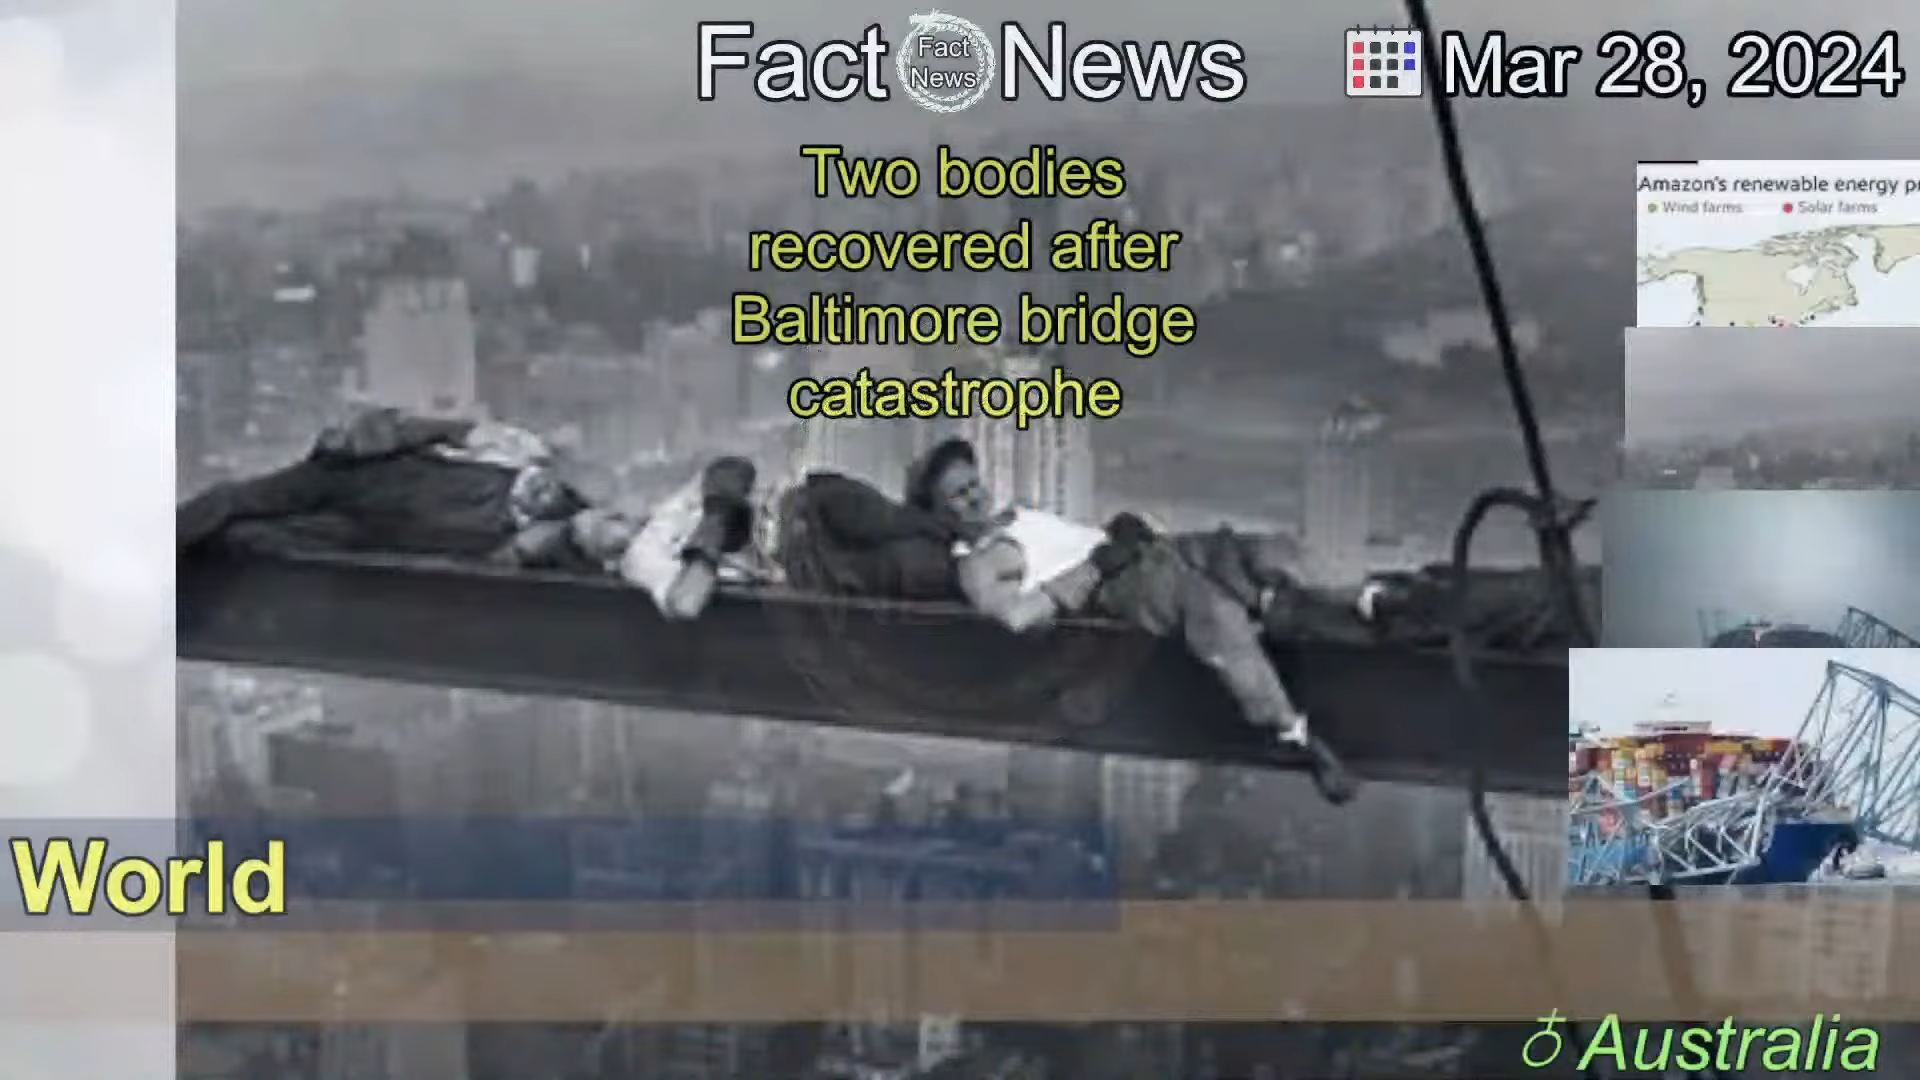 Fact News
Fact
News
Mar 28, 2024
Two bodies
recovered after
Baltimore bridge
catastrophe
Amazon's renewable energy pr
Wind farms Solar farms
World
Australia